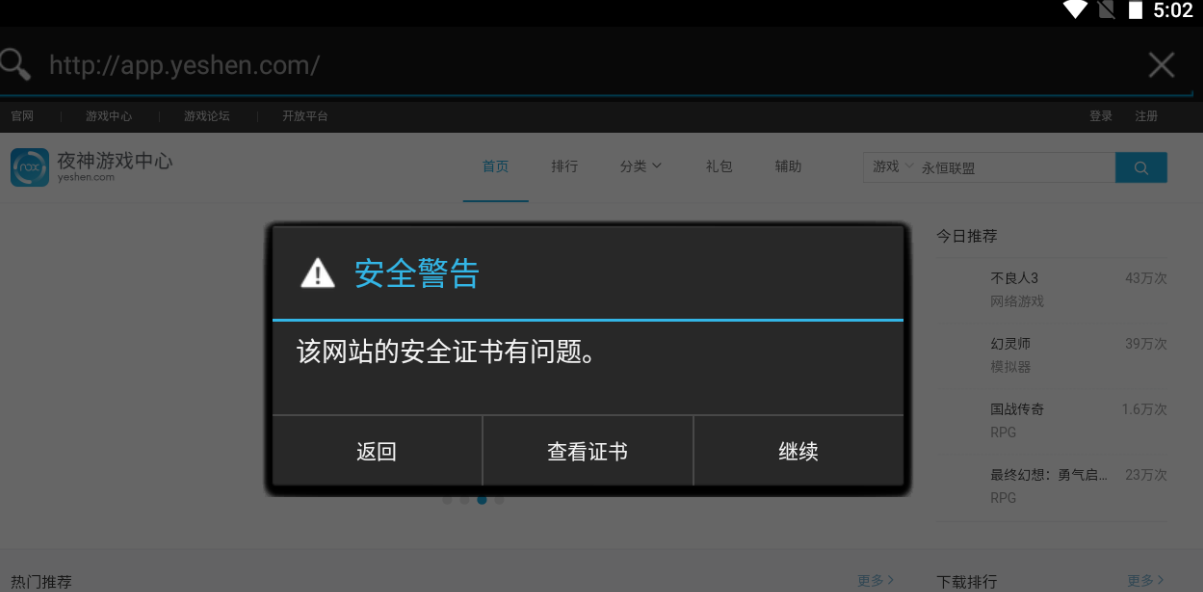 5:02
http://app.yeshen.com/
官网 | 游戏中心 | 游戏论坛 | 开放平台 登录 注册
nox 夜神游戏中心
yeshen.com
首页 排行 分类 礼包 辅助 游戏 永恒联盟
今日推荐
不良人3 43万次
网络游戏
幻灵师 39万次
模拟器
国战传奇 1.6万次
RPG
最终幻想：勇气启... 23万次
RPG
安全警告
该网站的安全证书有问题。
返回 查看证书 继续
热门推荐 更多 下载排行 更多